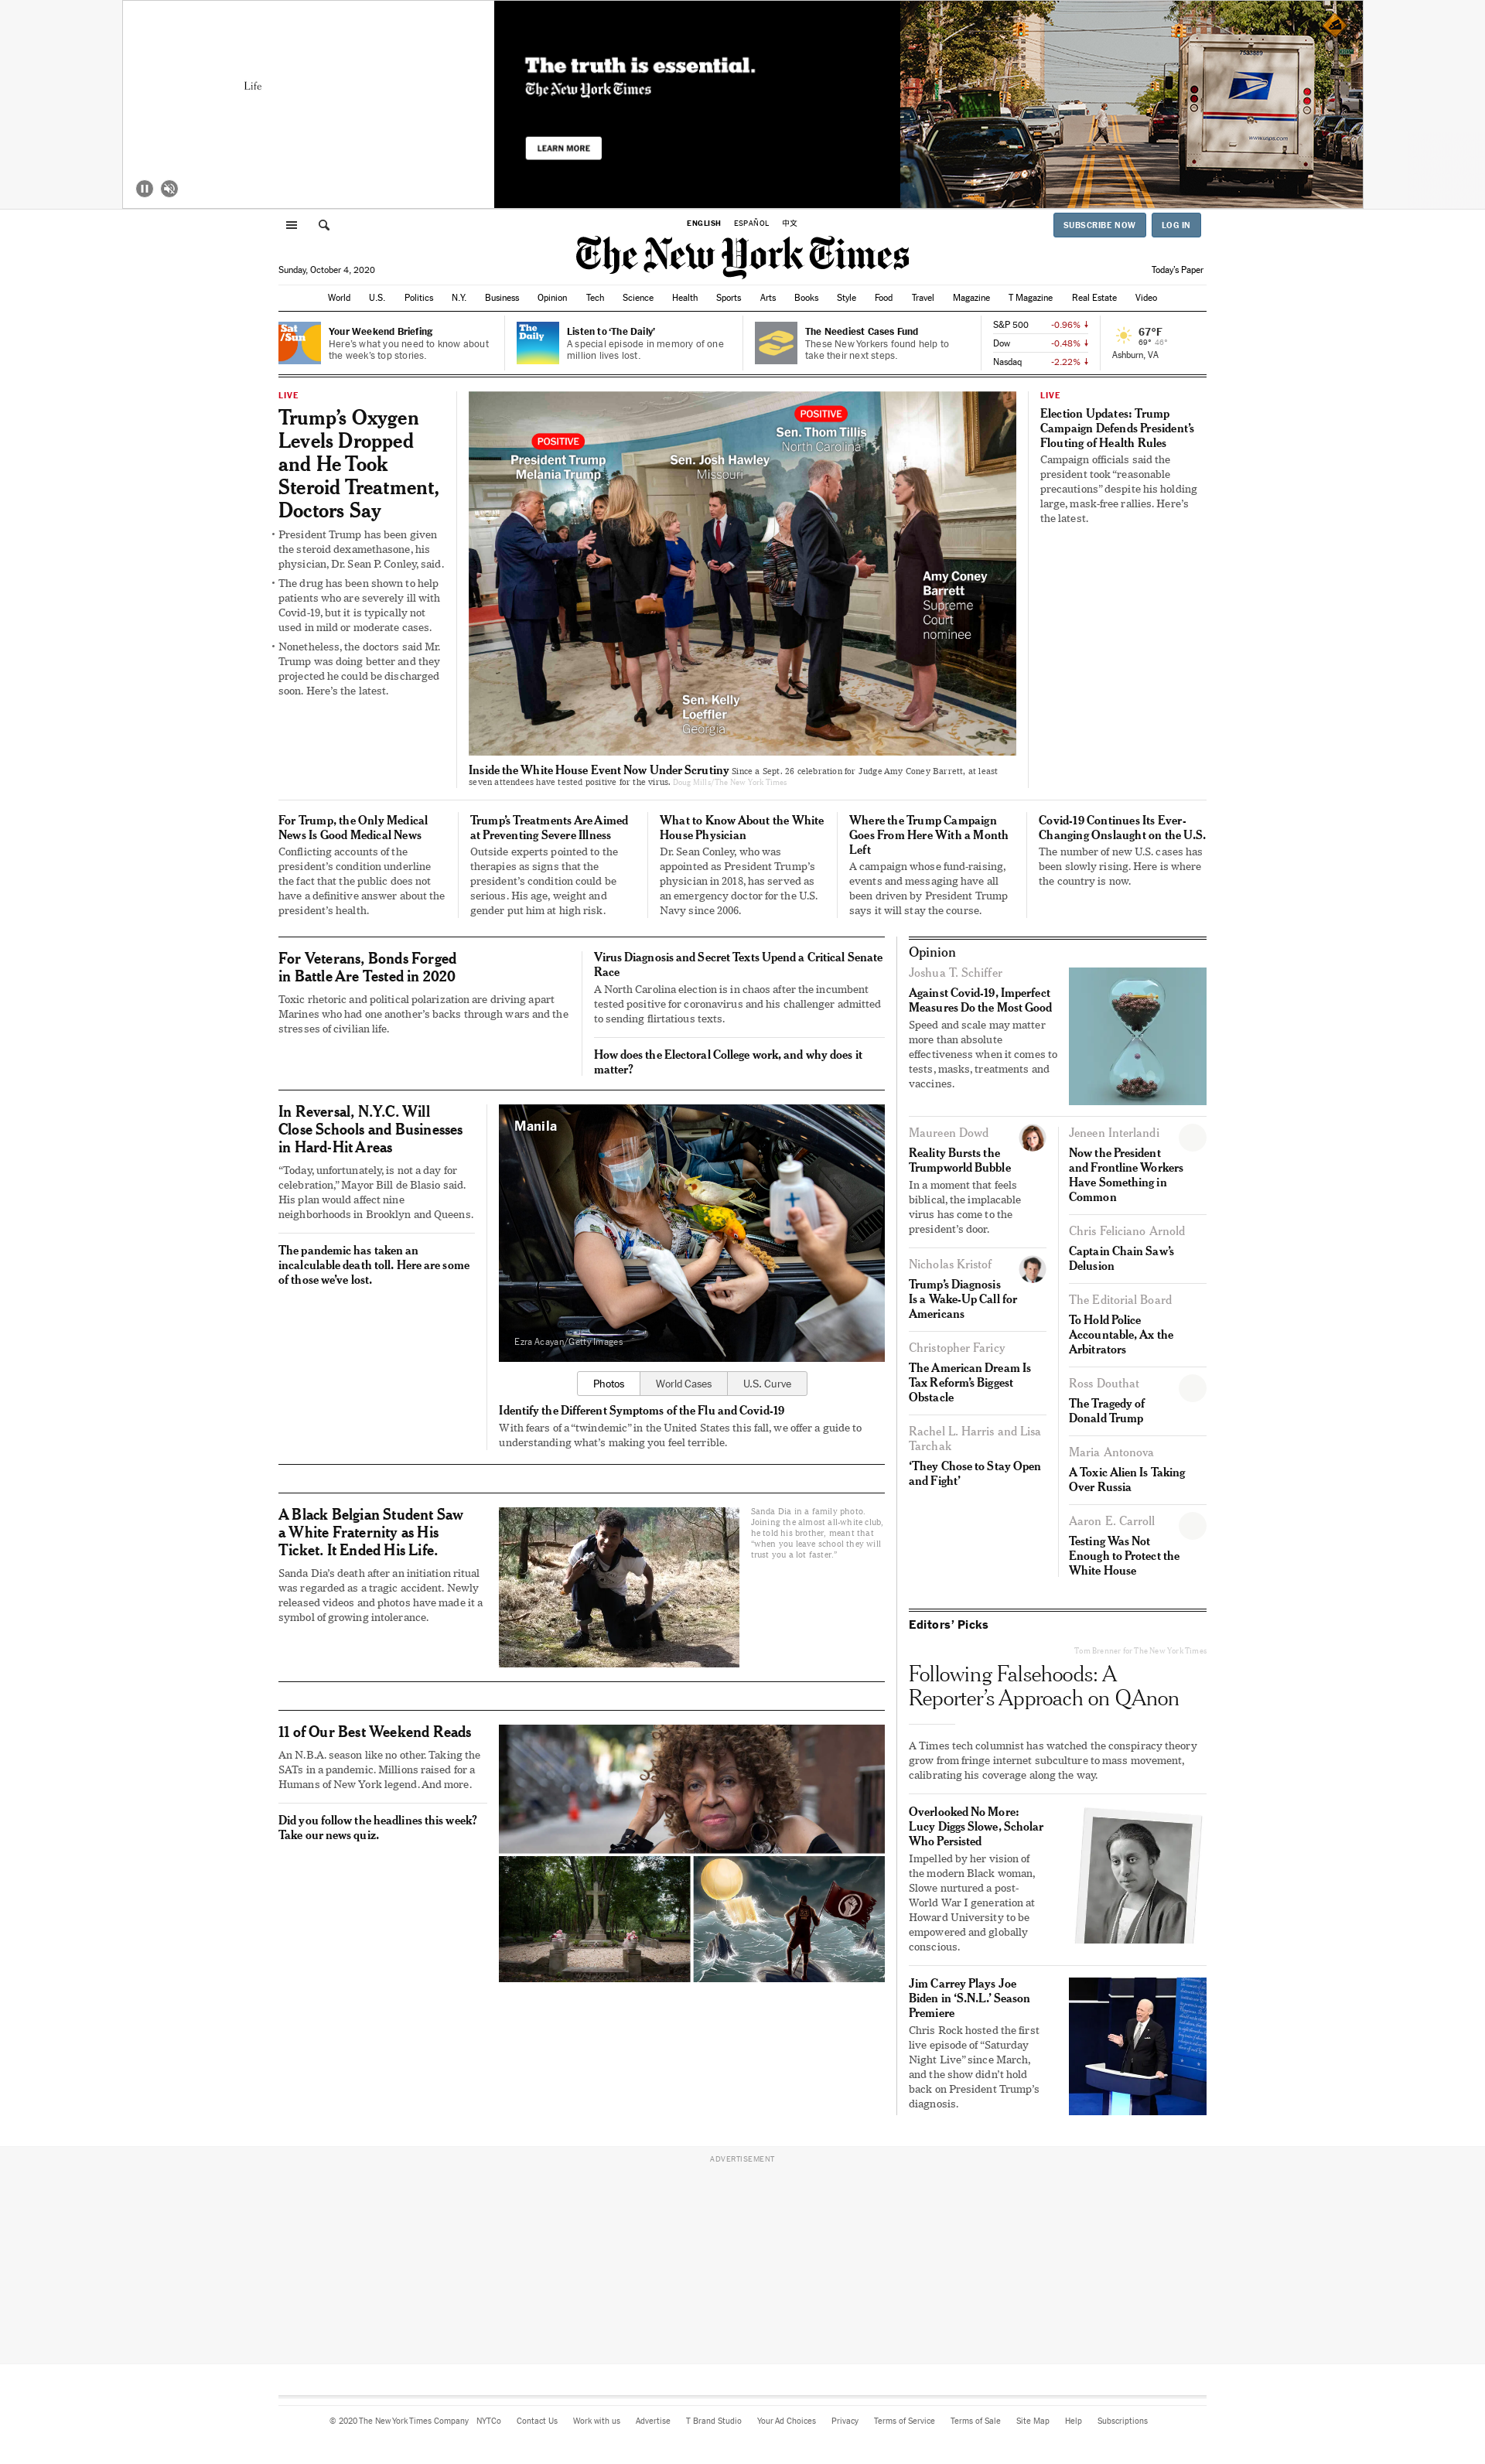 Life
The truth is essential.
The New York Times
LEARN MORE
ENGLISH ESPAÑOL 中文
SUBSCRIBE NOW LOG IN
The New York Times
Sunday, October 4, 2020
Today's Paper
World U.S. Politics N.Y. Business Opinion Tech Science Health Sports Arts Books Style Food Travel Magazine T Magazine Real Estate Video
Sat/Sun
Your Weekend Briefing
Here's what you need to know about
the week's top stories.
The Daily
Listen to 'The Daily'
A special episode in memory of one
million lives lost.
The Neediest Cases Fund
These New Yorkers found help to
take their next steps.
S&P 500 -0.96%
Dow -0.48%
Nasdaq -2.22%
67°F
69° 46°
Ashburn, VA
LIVE
Trump's Oxygen
Levels Dropped
and He Took
Steroid Treatment,
Doctors Say
• President Trump has been given
the steroid dexamethasone, his
physician, Dr. Sean P. Conley, said.
• The drug has been shown to help
patients who are severely ill with
Covid-19, but it is typically not
used in mild or moderate cases.
• Nonetheless, the doctors said Mr.
Trump was doing better and they
projected he could be discharged
soon. Here's the latest.
POSITIVE
President Trump
Melania Trump
Sen. Josh Hawley
Missouri
POSITIVE
Sen. Thom Tillis
North Carolina
Amy Coney
Barrett
Supreme
Court
nominee
Sen. Kelly
Loeffler
Georgia
Inside the White House Event Now Under Scrutiny Since a Sept. 26 celebration for Judge Amy Coney Barrett, at least
seven attendees have tested positive for the virus. Doug Mills/The New York Times
LIVE
Election Updates: Trump
Campaign Defends President's
Flouting of Health Rules
Campaign officials said the
president took “reasonable
precautions” despite his holding
large, mask-free rallies. Here's
the latest.
For Trump, the Only Medical
News Is Good Medical News
Conflicting accounts of the
president's condition underline
the fact that the public does not
have a definitive answer about the
president's health.
Trump's Treatments Are Aimed
at Preventing Severe Illness
Outside experts pointed to the
therapies as signs that the
president's condition could be
serious. His age, weight and
gender put him at high risk.
What to Know About the White
House Physician
Dr. Sean Conley, who was
appointed as President Trump's
physician in 2018, has served as
an emergency doctor for the U.S.
Navy since 2006.
Where the Trump Campaign
Goes From Here With a Month
Left
A campaign whose fund-raising,
events and messaging have all
been driven by President Trump
says it will stay the course.
Covid-19 Continues Its Ever-
Changing Onslaught on the U.S.
The number of new U.S. cases has
been slowly rising. Here is where
the country is now.
For Veterans, Bonds Forged
in Battle Are Tested in 2020
Toxic rhetoric and political polarization are driving apart
Marines who had one another's backs through wars and the
stresses of civilian life.
Virus Diagnosis and Secret Texts Upend a Critical Senate
Race
A North Carolina election is in chaos after the incumbent
tested positive for coronavirus and his challenger admitted
to sending flirtatious texts.
How does the Electoral College work, and why does it
matter?
In Reversal, N.Y.C. Will
Close Schools and Businesses
in Hard-Hit Areas
“Today, unfortunately, is not a day for
celebration,” Mayor Bill de Blasio said.
His plan would affect nine
neighborhoods in Brooklyn and Queens.
The pandemic has taken an
incalculable death toll. Here are some
of those we've lost.
Manila
Ezra Acayan/Getty Images
Photos World Cases U.S. Curve
Identify the Different Symptoms of the Flu and Covid-19
With fears of a “twindemic” in the United States this fall, we offer a guide to
understanding what's making you feel terrible.
A Black Belgian Student Saw
a White Fraternity as His
Ticket. It Ended His Life.
Sanda Dia's death after an initiation ritual
was regarded as a tragic accident. Newly
released videos and photos have made it a
symbol of growing intolerance.
Sanda Dia in a family photo.
Joining the almost all-white club,
he told his brother, meant that
“when you leave school they will
trust you a lot faster.”
11 of Our Best Weekend Reads
An N.B.A. season like no other. Taking the
SATs in a pandemic. Millions raised for a
Humans of New York legend. And more.
Did you follow the headlines this week?
Take our news quiz.
Opinion
Joshua T. Schiffer
Against Covid-19, Imperfect
Measures Do the Most Good
Speed and scale may matter
more than absolute
effectiveness when it comes to
tests, masks, treatments and
vaccines.
Maureen Dowd
Reality Bursts the
Trumpworld Bubble
In a moment that feels
biblical, the implacable
virus has come to the
president's door.
Nicholas Kristof
Trump's Diagnosis
Is a Wake-Up Call for
Americans
Christopher Faricy
The American Dream Is
Tax Reform's Biggest
Obstacle
Rachel L. Harris and Lisa
Tarchak
‘They Chose to Stay Open
and Fight’
Jeneen Interlandi
Now the President
and Frontline Workers
Have Something in
Common
Chris Feliciano Arnold
Captain Chain Saw's
Delusion
The Editorial Board
To Hold Police
Accountable, Ax the
Arbitrators
Ross Douthat
The Tragedy of
Donald Trump
Maria Antonova
A Toxic Alien Is Taking
Over Russia
Aaron E. Carroll
Testing Was Not
Enough to Protect the
White House
Editors' Picks
Tom Brenner for The New York Times
Following Falsehoods: A
Reporter's Approach on QAnon
A Times tech columnist has watched the conspiracy theory
grow from fringe internet subculture to mass movement,
calibrating his coverage along the way.
Overlooked No More:
Lucy Diggs Slowe, Scholar
Who Persisted
Impelled by her vision of
the modern Black woman,
Slowe nurtured a post-
World War I generation at
Howard University to be
empowered and globally
conscious.
Jim Carrey Plays Joe
Biden in ‘S.N.L.’ Season
Premiere
Chris Rock hosted the first
live episode of “Saturday
Night Live” since March,
and the show didn't hold
back on President Trump's
diagnosis.
ADVERTISEMENT
© 2020 The New York Times Company NYTCo Contact Us Work with us Advertise T Brand Studio Your Ad Choices Privacy Terms of Service Terms of Sale Site Map Help Subscriptions